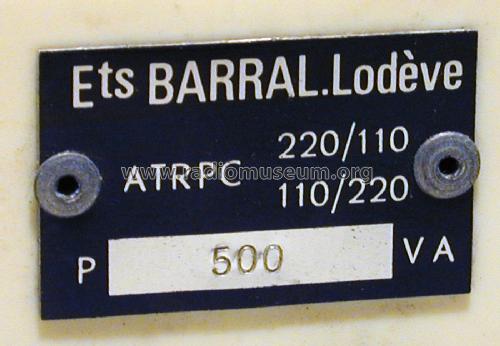 Ets BARRAL.Lodève
220/110
ATRPC
110/220
www.radiomuseum.org
P 500 VA